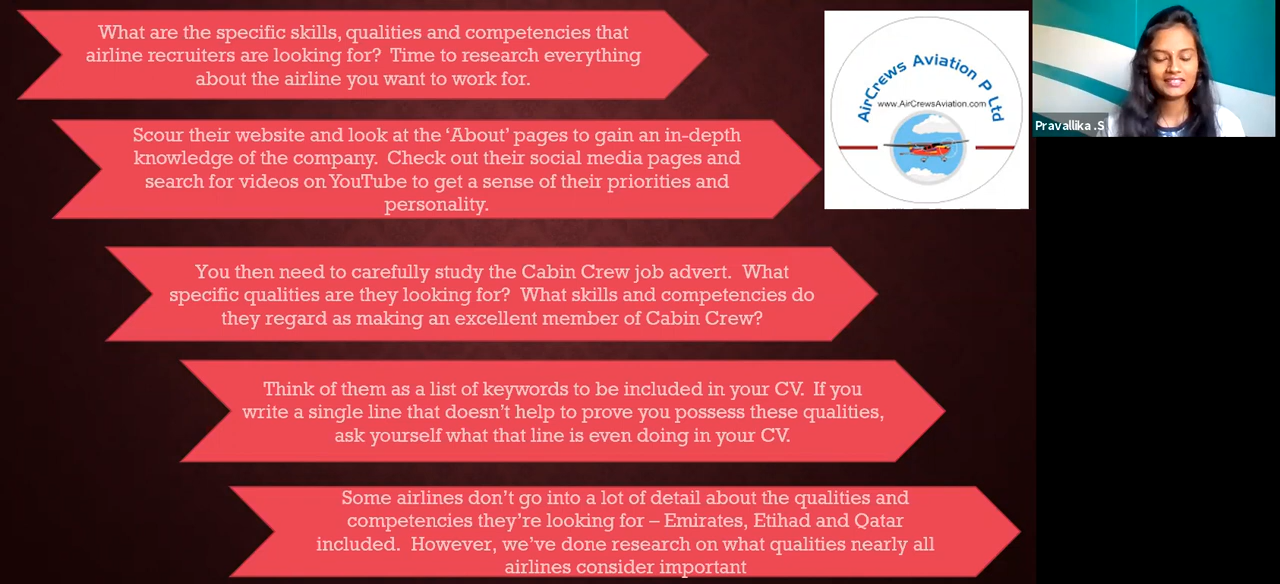 What are the specific skills, qualities and competencies that
airline recruiters are looking for?  Time to research everything
about the airline you want to work for.
Scour their website and look at the ‘About’ pages to gain an in-depth
knowledge of the company.  Check out their social media pages and
search for videos on YouTube to get a sense of their priorities and
personality.
You then need to carefully study the Cabin Crew job advert.  What
specific qualities are they looking for?  What skills and competencies do
they regard as making an excellent member of Cabin Crew?
Think of them as a list of keywords to be included in your CV.  If you
write a single line that doesn’t help to prove you possess these qualities,
ask yourself what that line is even doing in your CV.
Some airlines don’t go into a lot of detail about the qualities and
competencies they’re looking for – Emirates, Etihad and Qatar
included.  However, we’ve done research on what qualities nearly all
airlines consider important
AirCrews Aviation P Ltd
www.AirCrewsAviation.com
Pravallika .S